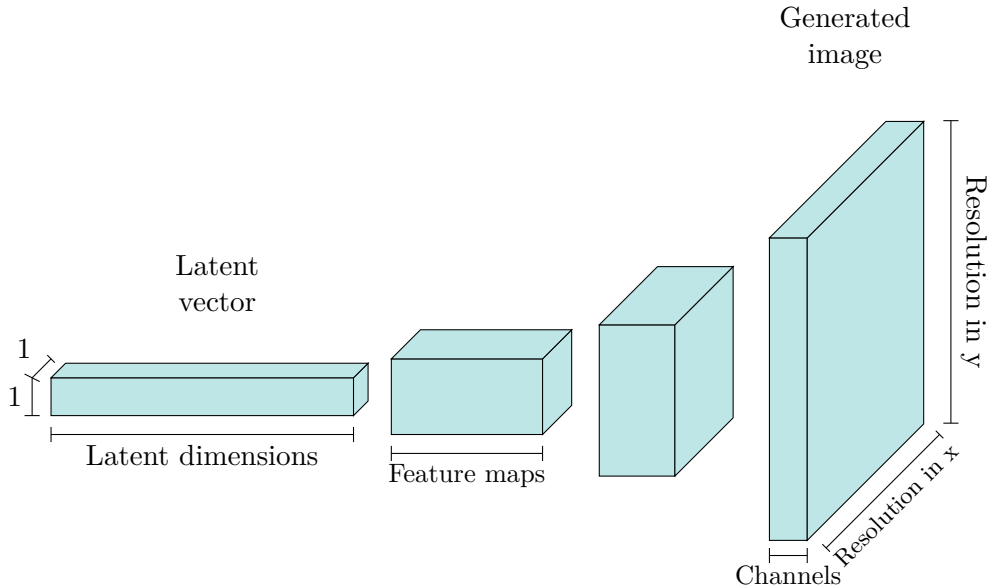 Generated
image
Latent
vector
1
1
Latent dimensions
Feature maps
Channels
Resolution in x
Resolution in y